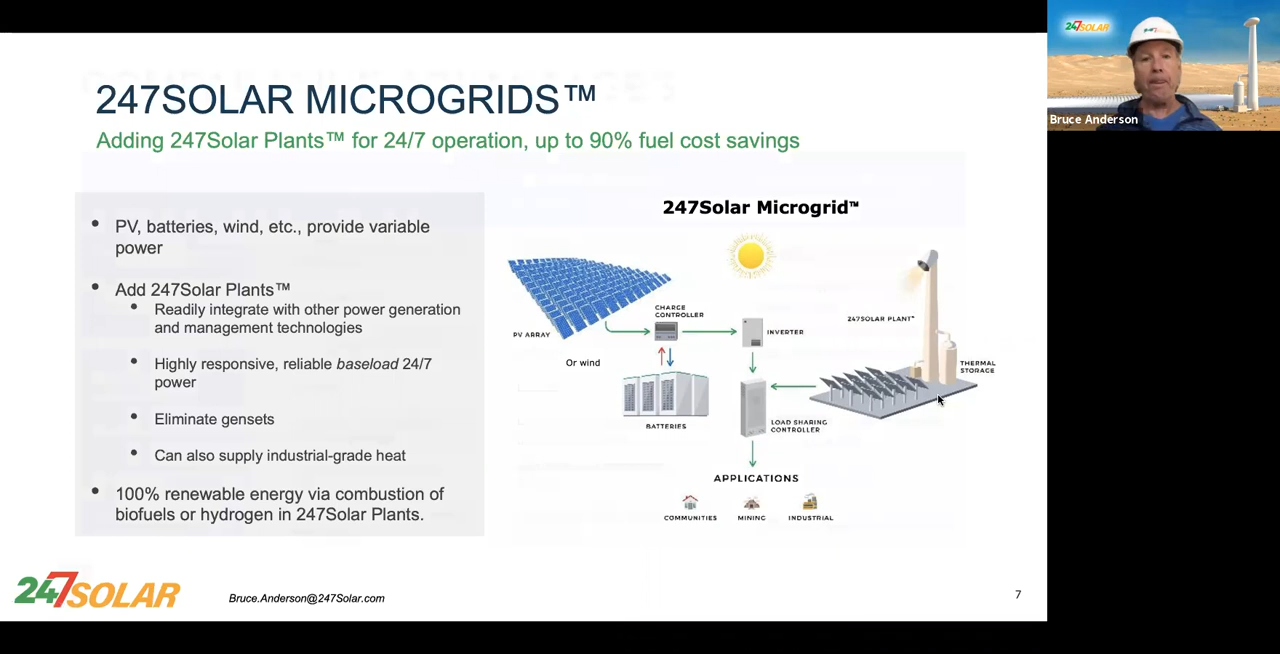 247SOLAR MICROGRIDS™
Adding 247Solar Plants™ for 24/7 operation, up to 90% fuel cost savings
• PV, batteries, wind, etc., provide variable
power
• Add 247Solar Plants™
• Readily integrate with other power generation
and management technologies
• Highly responsive, reliable baseload 24/7
power
• Eliminate gensets
• Can also supply industrial-grade heat
• 100% renewable energy via combustion of
biofuels or hydrogen in 247Solar Plants.
247Solar Microgrid™
PV ARRAY
CHARGE
CONTROLLER
INVERTER
Or wind
BATTERIES
LOAD SHARING
CONTROLLER
247SOLAR PLANT™
THERMAL
STORAGE
APPLICATIONS
COMMUNITIES
MINING
INDUSTRIAL
247SOLAR
Bruce.Anderson@247Solar.com
7
247SOLAR
Bruce Anderson